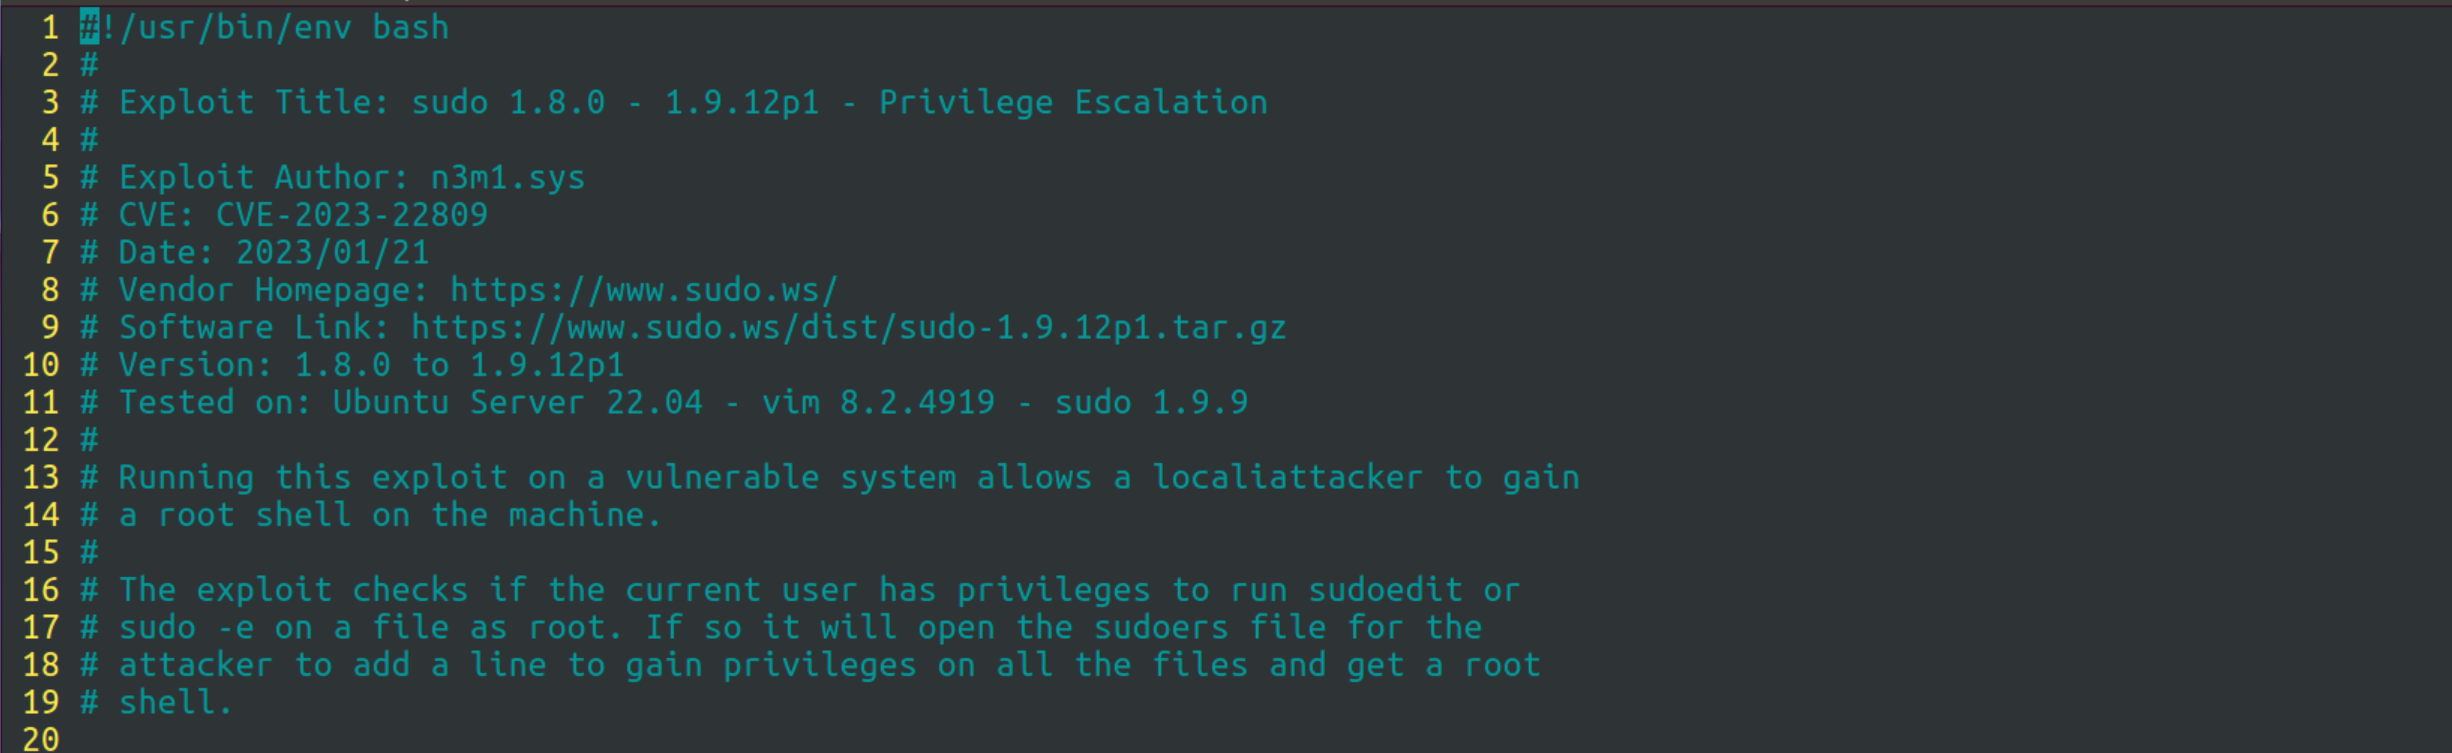 1 #!/usr/bin/env bash
2 #
3 # Exploit Title: sudo 1.8.0 - 1.9.12p1 - Privilege Escalation
4 #
5 # Exploit Author: n3m1.sys
6 # CVE: CVE-2023-22809
7 # Date: 2023/01/21
8 # Vendor Homepage: https://www.sudo.ws/
9 # Software Link: https://www.sudo.ws/dist/sudo-1.9.12p1.tar.gz
10 # Version: 1.8.0 to 1.9.12p1
11 # Tested on: Ubuntu Server 22.04 - vim 8.2.4919 - sudo 1.9.9
12 #
13 # Running this exploit on a vulnerable system allows a localiattacker to gain
14 # a root shell on the machine.
15 #
16 # The exploit checks if the current user has privileges to run sudoedit or
17 # sudo -e on a file as root. If so it will open the sudoers file for the
18 # attacker to add a line to gain privileges on all the files and get a root
19 # shell.
20